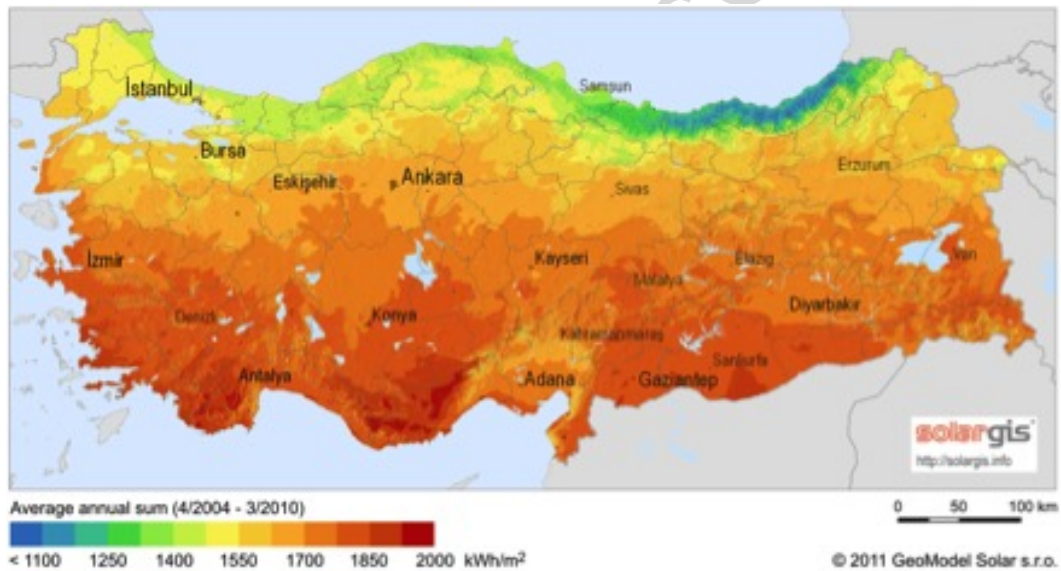 Samsun
İstanbul
Bursa
Erzurum
Eskişehir
Ankara
Sivas
İzmir
Kayseri
Elazığ
Van
Malatya
Diyarbakır
Denizli
Konya
Kahramanmaraş
Şanlıurfa
Antalya
Adana
Gaziantep
solargis
http://solargis.info
Average annual sum (4/2004 - 3/2010)
0 50 100 km
< 1100 1250 1400 1550 1700 1850 2000 kWh/m²
© 2011 GeoModel Solar s.r.o.